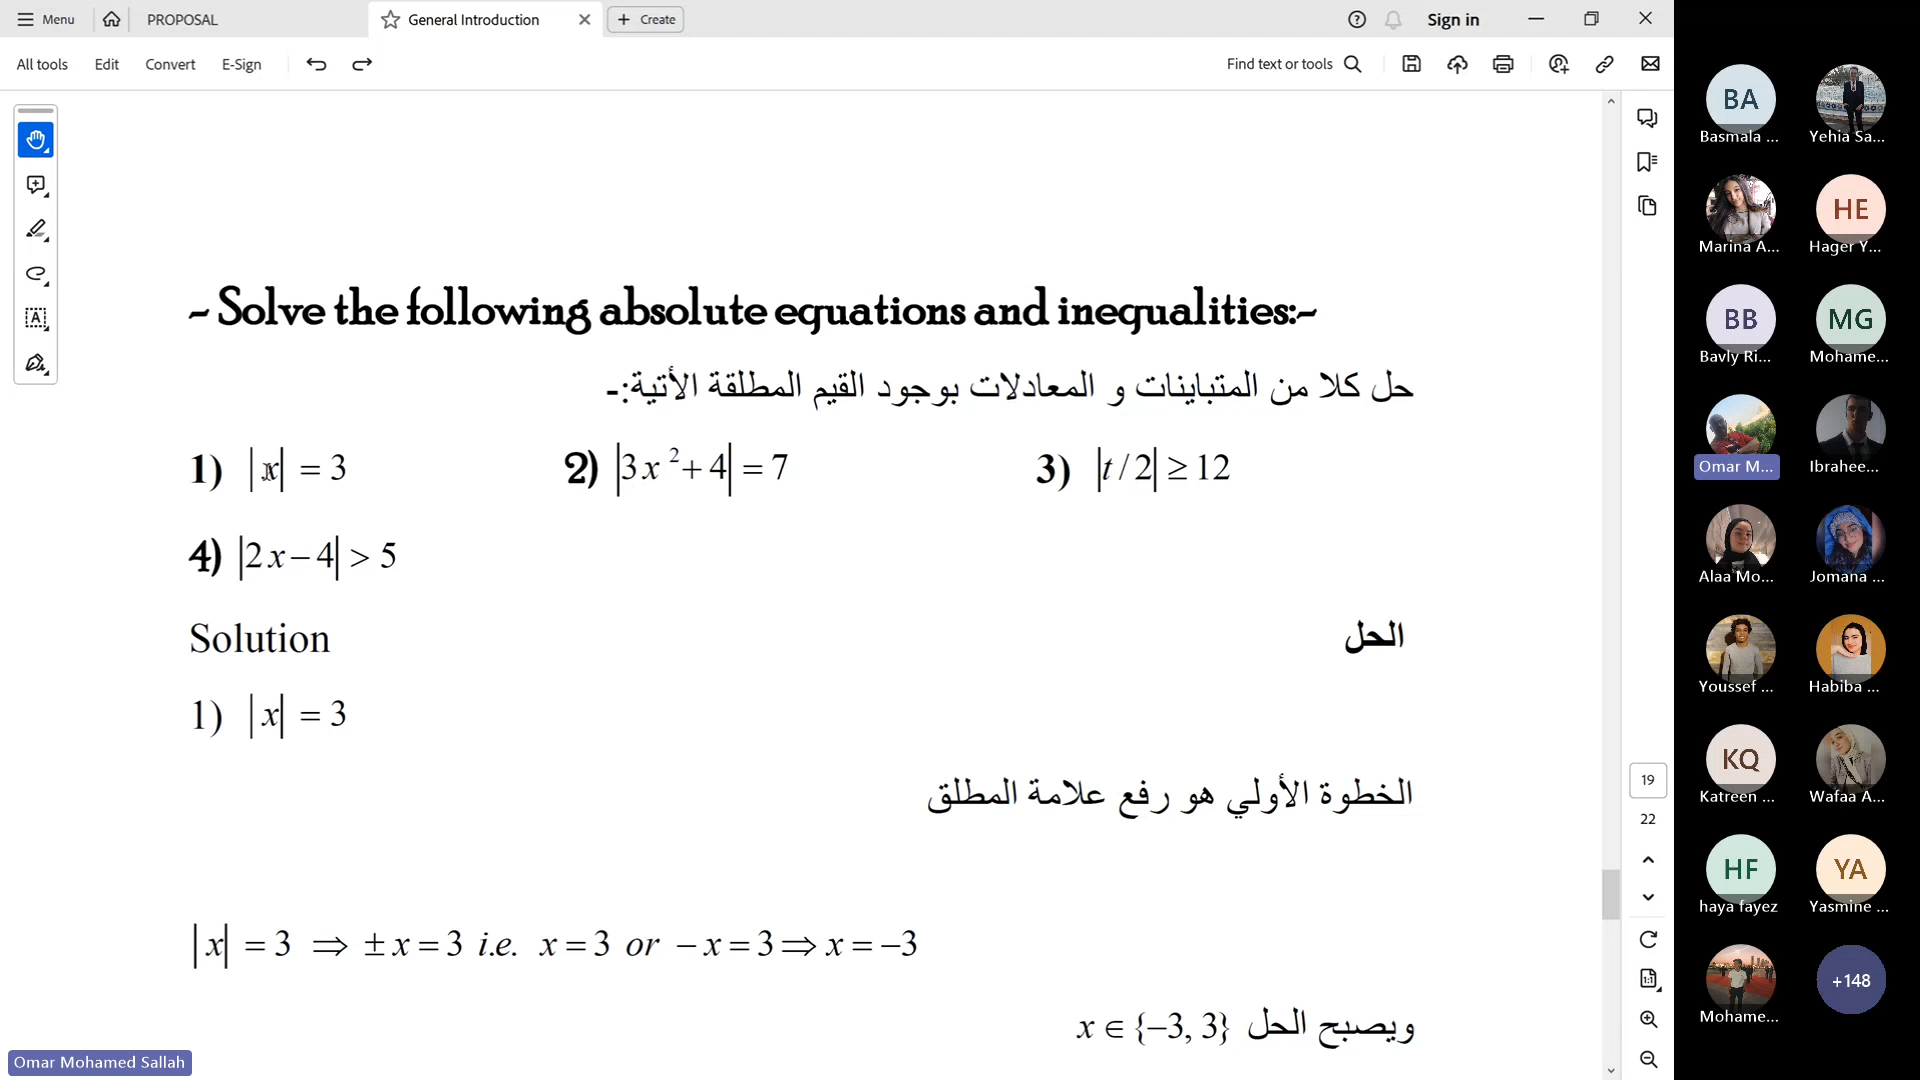 Menu PROPOSAL General Introduction Create Sign in
All tools Edit Convert E-Sign Find text or tools
- Solve the following absolute equations and inequalities:-
حل كلا من المتباينات و المعادلات بوجود القيم المطلقة الأتية:-
1) |x| = 3 2) |3x²+4| = 7 3) |t/2| ≥ 12
4) |2x−4| > 5
Solution الحل
1) |x| = 3
الخطوة الأولي هو رفع علامة المطلق
|x| = 3 ⇒ ±x = 3 i.e. x = 3 or −x = 3 ⇒ x = −3
ويصبح الحل x ∈ {−3, 3}
Omar Mohamed Sallah
19
22
1:1
BA
Basmala ... Yehia Sa...
HE
Marina A... Hager Y...
BB MG
Bavly Ri... Mohame...
Omar M... Ibrahee...
Alaa Mo... Jomana ...
Youssef ... Habiba ...
KQ
Katreen ... Wafaa A...
HF YA
haya fayez Yasmine ...
+148
Mohame...